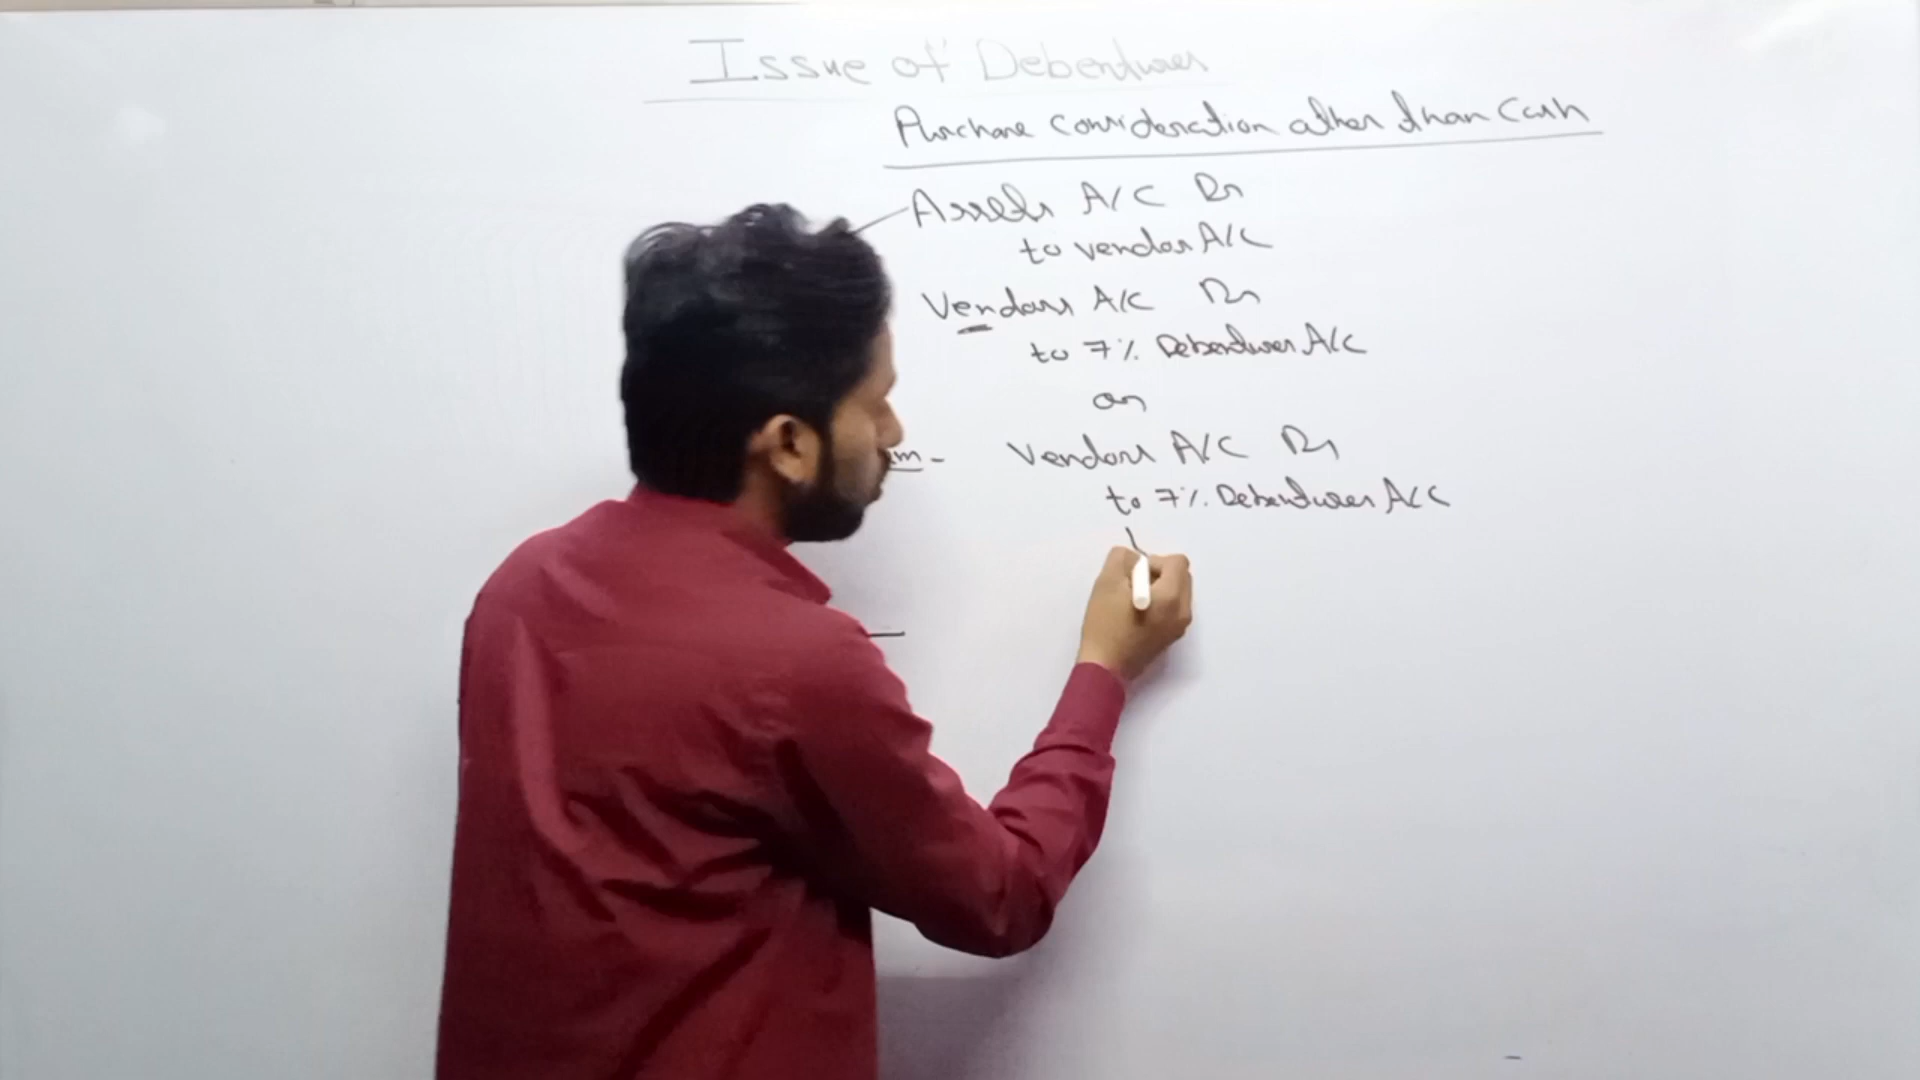 Issue of Debentures
Purchase consideration other than Cash
Assets A/C Dr
to vendor A/C
Vendors A/C Dr
to 7% Debentures A/C
or
Vendors A/C Dr
to 7% Debentures A/C